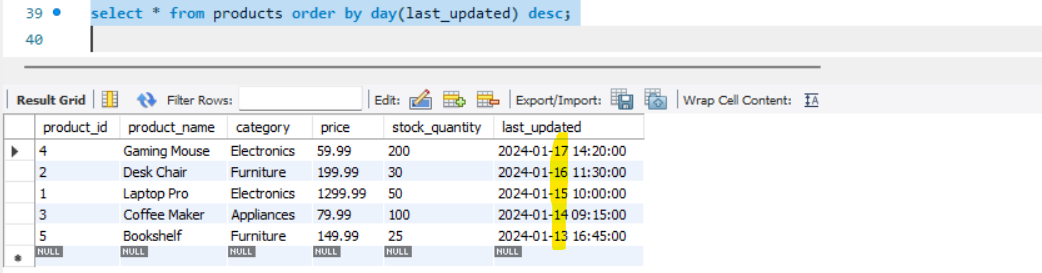 39 select * from products order by day(last_updated) desc;
40
Result Grid Filter Rows: Edit: Export/Import: Wrap Cell Content: IA
product_id product_name category price stock_quantity last_updated
4 Gaming Mouse Electronics 59.99 200 2024-01-17 14:20:00
2 Desk Chair Furniture 199.99 30 2024-01-16 11:30:00
1 Laptop Pro Electronics 1299.99 50 2024-01-15 10:00:00
3 Coffee Maker Appliances 79.99 100 2024-01-14 09:15:00
5 Bookshelf Furniture 149.99 25 2024-01-13 16:45:00
NULL NULL NULL NULL NULL NULL